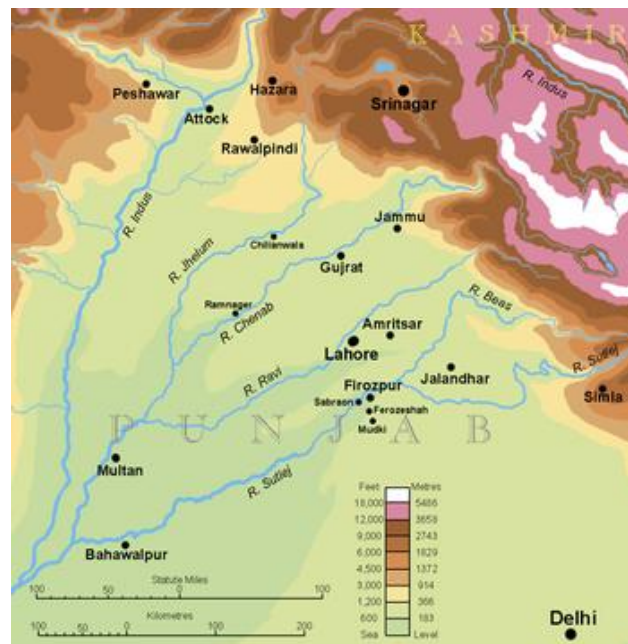 KASHMIR
R. Indus
Peshawar
Hazara
Srinagar
Attock
Rawalpindi
R. Indus
Jammu
Chilianwala
R. Jhelum
Gujrat
Ramnager
R. Chenab
R. Beas
Amritsar
Lahore
R. Sutlej
R. Ravi
Jalandhar
Firozpur
Simla
Sabraon
Ferozeshah
PUNJAB
Mudki
Multan
R. Sutlej
Feet Metres
18,000 5486
12,000 3658
9,000 2743
6,000 1829
4,500 1372
3,000 914
1,200 366
600 183
Sea Level
Bahawalpur
Statute Miles
100 0 100
Kilometres
100 0 100 200
Delhi